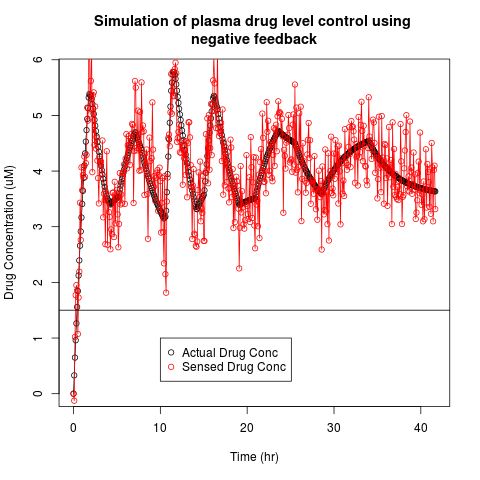 Simulation of plasma drug level control using
negative feedback
Drug Concentration (uM)
6
5
4
3
2
1
0
Actual Drug Conc
Sensed Drug Conc
0 10 20 30 40
Time (hr)